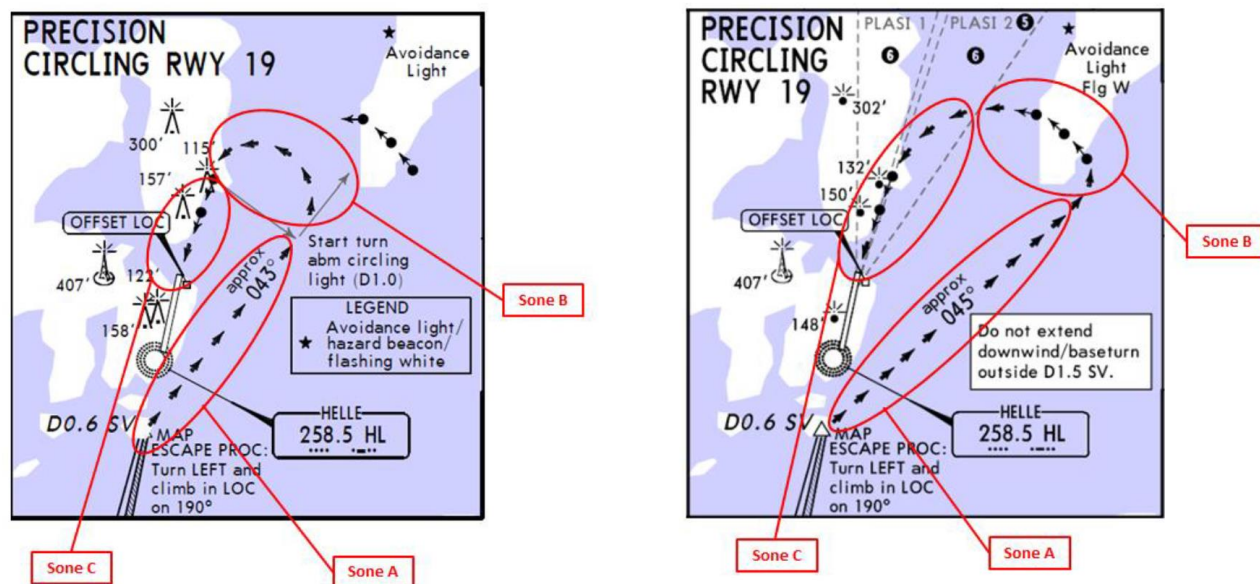 PRECISION
CIRCLING RWY 19
Avoidance
Light
300'
115'
157'
OFFSET LOC
407'
122'
158'
approx
043°
Start turn
abm circling
light (D1.0)
LEGEND
Avoidance light/
hazard beacon/
flashing white
D0.6 SV
MAP
ESCAPE PROC:
Turn LEFT and
climb in LOC
on 190°
HELLE
258.5 HL
Sone B
Sone C
Sone A
PRECISION
CIRCLING
RWY 19
PLASI 1
PLASI 2
5
6
6
Avoidance
Light
Flg W
302'
132'
150'
OFFSET LOC
407'
148'
approx
045°
Do not extend
downwind/baseturn
outside D1.5 SV.
D0.6 SV
MAP
ESCAPE PROC:
Turn LEFT and
climb in LOC
on 190°
HELLE
258.5 HL
Sone B
Sone C
Sone A